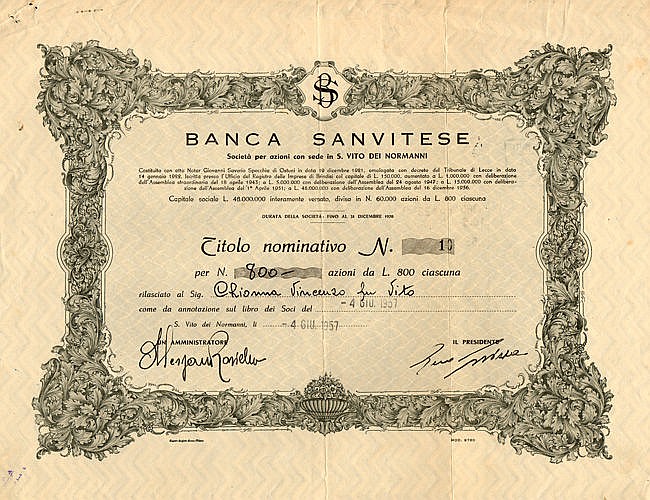 BS
BANCA SANVITESE
Società per azioni con sede in S. VITO DEI NORMANNI
Costituita con atto Notar Giovanni Saverio Specchia di Ostuni in data 18 dicembre 1921, omologata con decreto del Tribunale di Lecce in data
14 gennaio 1922, Iscritta presso l'Ufficio del Registro delle Imprese di Brindisi col capitale di L. 150.000, aumentato a L. 1.000.000 con deliberazione
dell'Assemblea straordinaria del 18 aprile 1943; a L. 5.000.000 con deliberazione dell'Assemblea del 24 agosto 1947; a L. 15.000.000 con delibera-
zione dell'Assemblea del 1° Aprile 1951; a L. 48.000.000 con deliberazione dell'Assemblea del 16 dicembre 1956.
Capitale sociale L. 48.000.000 interamente versato, diviso in N. 60.000 azioni da L. 800 ciascuna
DURATA DELLA SOCIETÀ: FINO AL 31 DICEMBRE
Titolo nominativo N. 10
per N. 800 — azioni da L. 800 ciascuna
rilasciato al Sig. Chionna Vincenzo fu Vito
come da annotazione sul libro dei Soci del - 4 GIU. 1957
S. Vito dei Normanni, li - 4 GIU. 1957
UN AMMINISTRATORE
IL PRESIDENTE
MOD. 8780